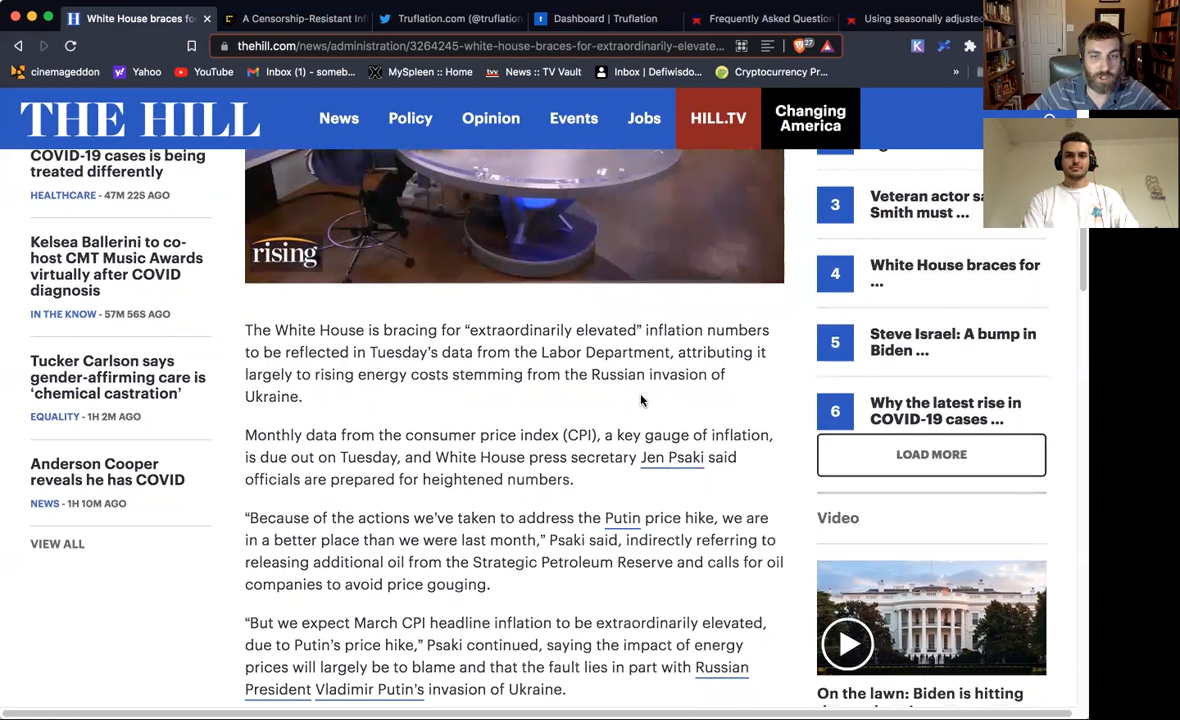 White House braces fo
A Censorship-Resistant Inf
Truflation.com (@truflation
Dashboard | Truflation
Frequently Asked Question
Using seasonally adjusted
thehill.com/news/administration/3264245-white-house-braces-for-extraordinarily-elevate...
27
cinemageddon
Yahoo
YouTube
Inbox (1) - someb...
MySpleen :: Home
News :: TV Vault
Inbox | Defiwisdo...
Cryptocurrency Pr...
»
THE HILL
News
Policy
Opinion
Events
Jobs
HILL.TV
Changing
America
COVID-19 cases is being
treated differently
HEALTHCARE - 47M 22S AGO
Kelsea Ballerini to co-
host CMT Music Awards
virtually after COVID
diagnosis
IN THE KNOW - 57M 56S AGO
Tucker Carlson says
gender-affirming care is
‘chemical castration’
EQUALITY - 1H 2M AGO
Anderson Cooper
reveals he has COVID
NEWS - 1H 10M AGO
VIEW ALL
rising
The White House is bracing for “extraordinarily elevated” inflation numbers
to be reflected in Tuesday’s data from the Labor Department, attributing it
largely to rising energy costs stemming from the Russian invasion of
Ukraine.
Monthly data from the consumer price index (CPI), a key gauge of inflation,
is due out on Tuesday, and White House press secretary Jen Psaki said
officials are prepared for heightened numbers.
“Because of the actions we’ve taken to address the Putin price hike, we are
in a better place than we were last month,” Psaki said, indirectly referring to
releasing additional oil from the Strategic Petroleum Reserve and calls for oil
companies to avoid price gouging.
“But we expect March CPI headline inflation to be extraordinarily elevated,
due to Putin’s price hike,” Psaki continued, saying the impact of energy
prices will largely be to blame and that the fault lies in part with Russian
President Vladimir Putin’s invasion of Ukraine.
3
Veteran actor sa
Smith must ...
4
White House braces for
...
5
Steve Israel: A bump in
Biden ...
6
Why the latest rise in
COVID-19 cases ...
LOAD MORE
Video
On the lawn: Biden is hitting